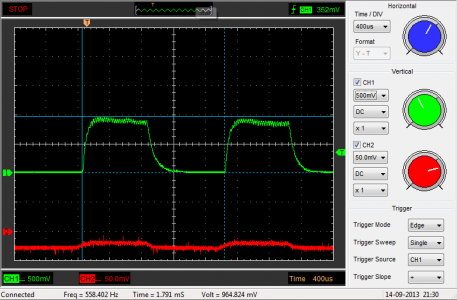 STOP
T
CH1 352mV
Horizontal
Time / DIV
400us
Format
Y - T
Vertical
CH1
500mV
DC
x 1
CH2
50.0mV
DC
x 1
Trigger
Trigger Mode Edge
Trigger Sweep Single
Trigger Source CH1
Trigger Slope +
CH1 500mV CH2 50.0mV Time 400us
Connected Freq = 558.402 Hz Time = 1.791 mS Volt = 964.824 mV 14-09-2013 21:30